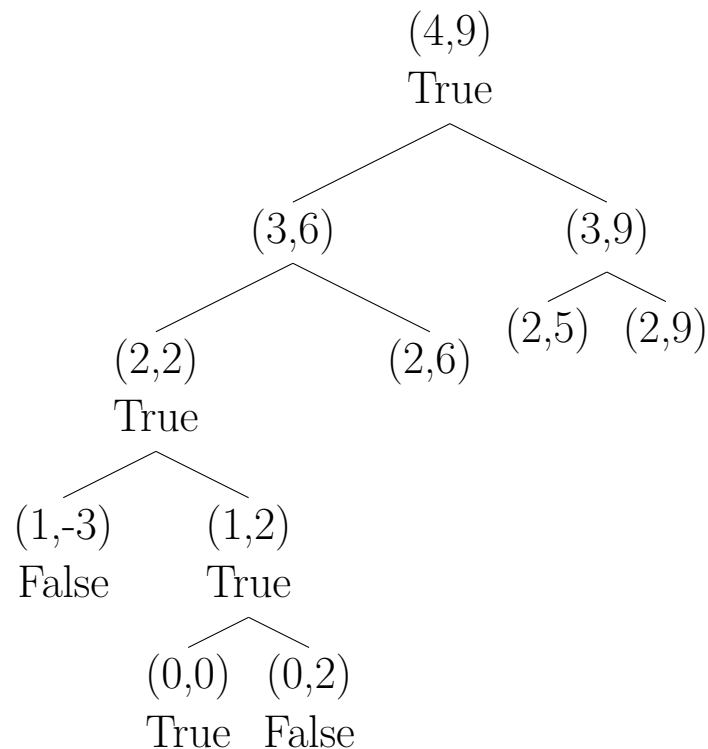 (4,9)
True
(3,6) (3,9)
(2,2) (2,6) (2,5) (2,9)
True
(1,-3) (1,2)
False True
(0,0) (0,2)
True False